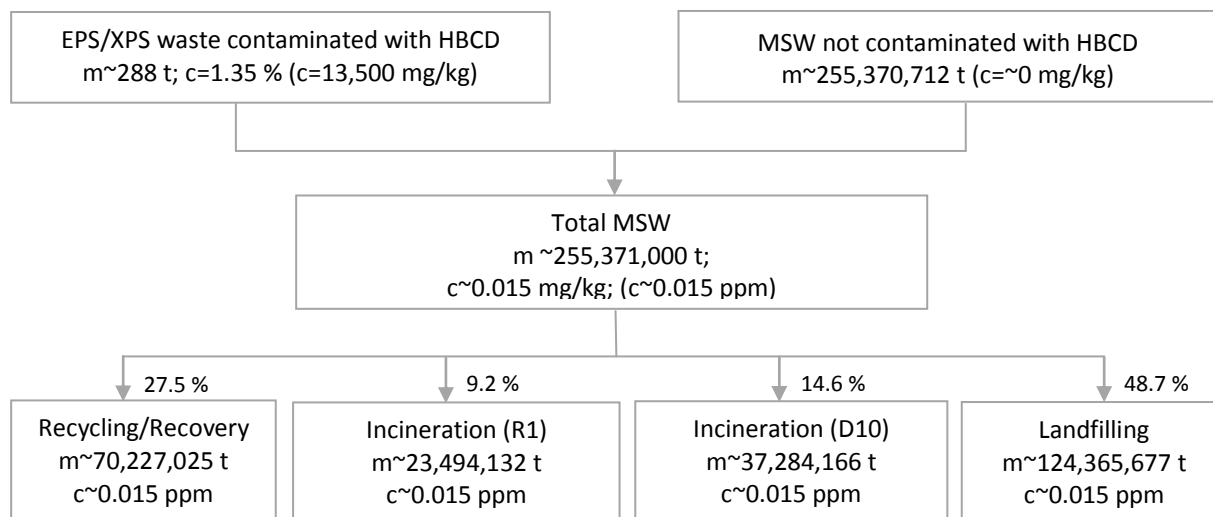 EPS/XPS waste contaminated with HBCD
m~288 t; c=1.35 % (c=13,500 mg/kg)
MSW not contaminated with HBCD
m~255,370,712 t (c=~0 mg/kg)
Total MSW
m ~255,371,000 t;
c~0.015 mg/kg; (c~0.015 ppm)
27.5 %
9.2 %
14.6 %
48.7 %
Recycling/Recovery
m~70,227,025 t
c~0.015 ppm
Incineration (R1)
m~23,494,132 t
c~0.015 ppm
Incineration (D10)
m~37,284,166 t
c~0.015 ppm
Landfilling
m~124,365,677 t
c~0.015 ppm